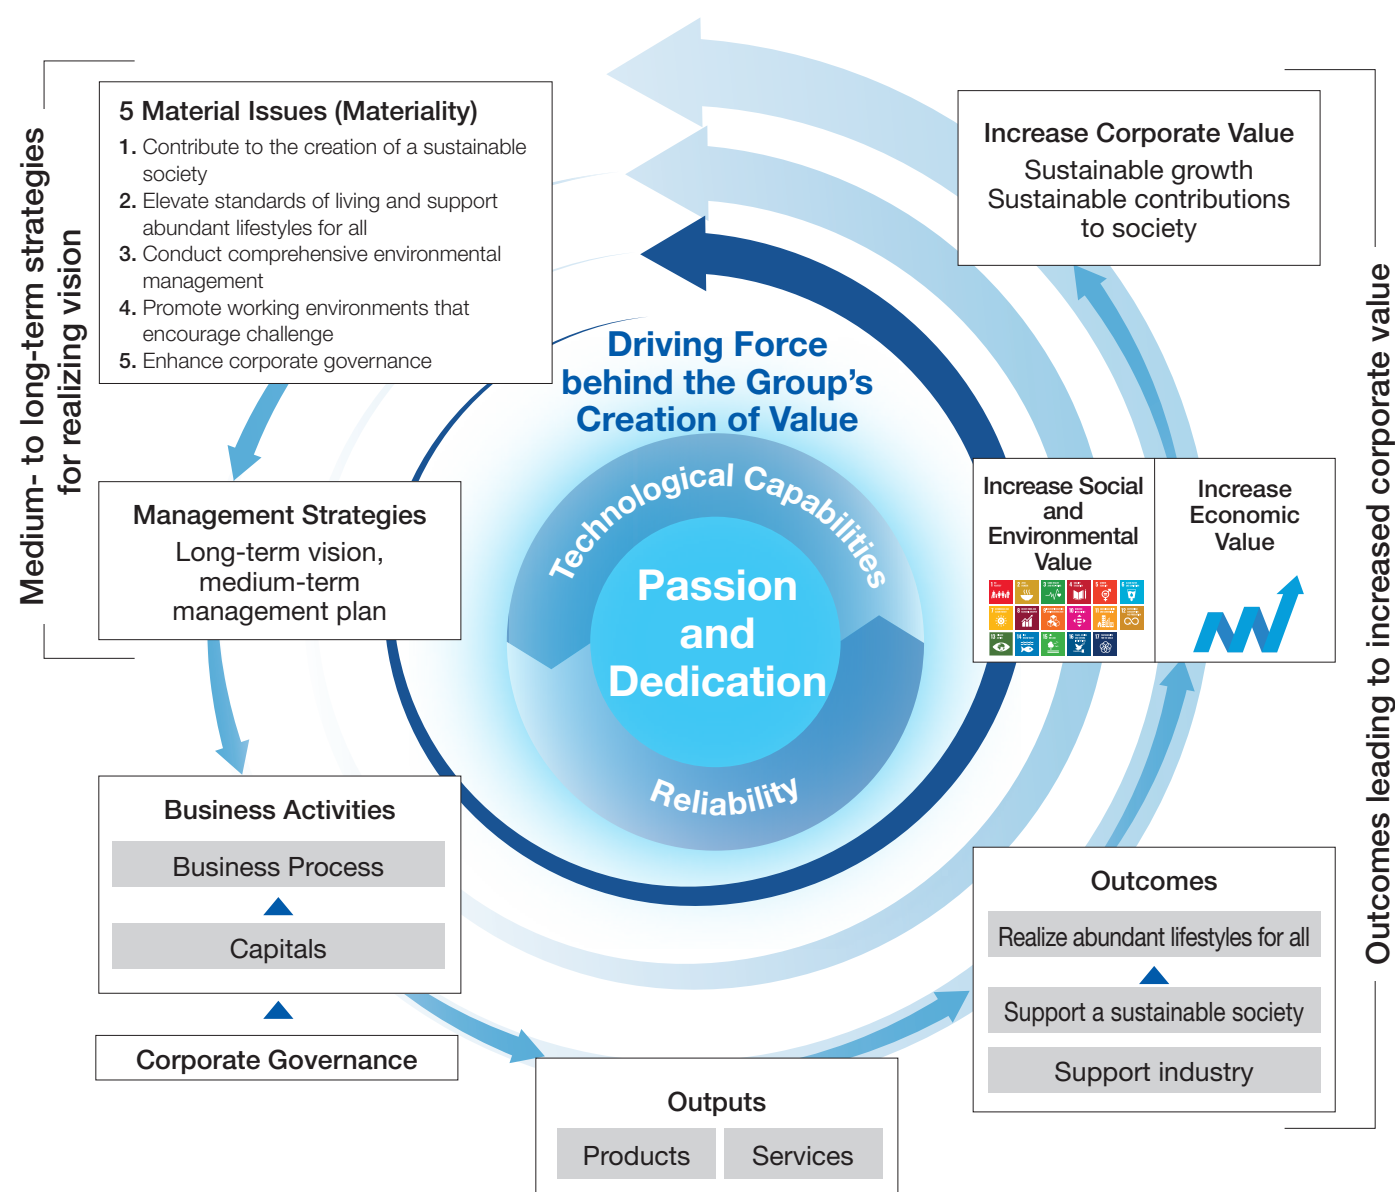 Medium- to long-term strategies
for realizing vision
5 Material Issues (Materiality)
1. Contribute to the creation of a sustainable
society
2. Elevate standards of living and support
abundant lifestyles for all
3. Conduct comprehensive environmental
management
4. Promote working environments that
encourage challenge
5. Enhance corporate governance
Management Strategies
Long-term vision,
medium-term
management plan
Business Activities
Business Process
Capitals
Corporate Governance
Outputs
Products
Services
Driving Force
behind the Group's
Creation of Value
Technological Capabilities
Passion
and
Dedication
Reliability
Increase Corporate Value
Sustainable growth
Sustainable contributions
to society
Increase Social
and
Environmental
Value
Increase
Economic
Value
Outcomes
Realize abundant lifestyles for all
Support a sustainable society
Support industry
Outcomes leading to increased corporate value